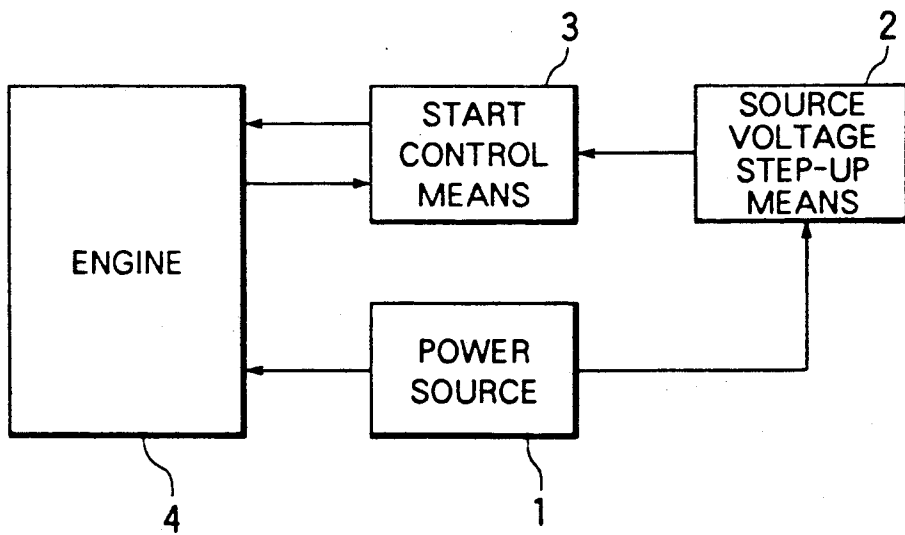 3
2
START
CONTROL
MEANS
SOURCE
VOLTAGE
STEP-UP
MEANS
ENGINE
POWER
SOURCE
4
1